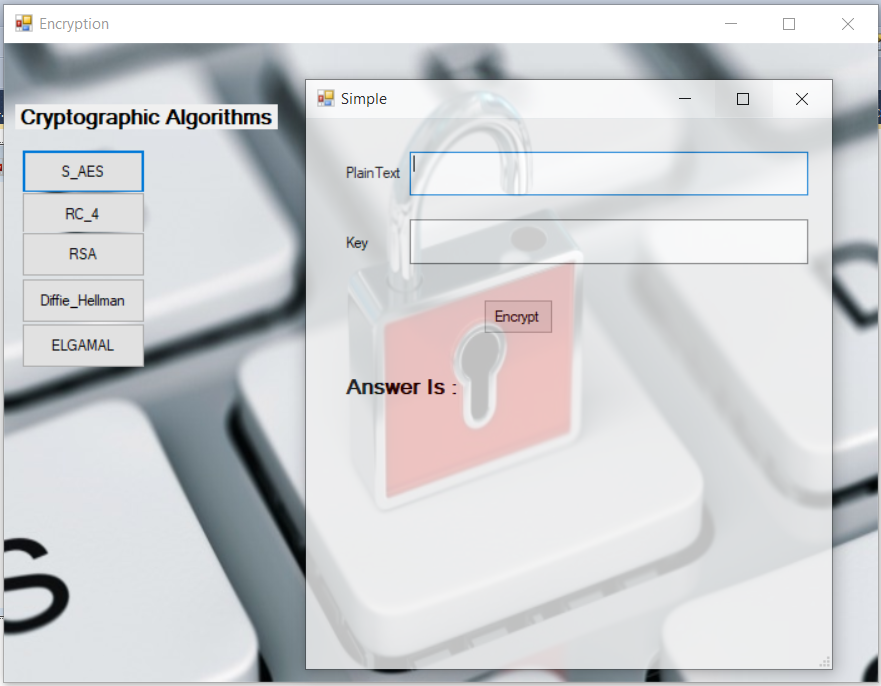 Encryption
Cryptographic Algorithms
S_AES
RC_4
RSA
Diffie_Hellman
ELGAMAL
Simple
PlainText
Key
Encrypt
Answer Is :
S
D